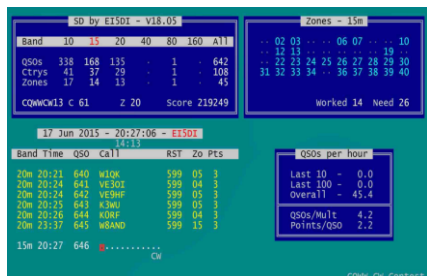 SD by EI5DI - V18.05
Band 10 15 20 40 80 160 All
QSOs 338 168 135 · 1 · 642
Ctrys 41 37 29 · 1 · 108
Zones 17 14 13 · 1 · 45
CQWWCW13 C 61 Z 20 Score 219249
Zones - 15m
·· 02 03 ·· ·· 06 07 ·· ·· 10
·· 12 13 ·· ·· ·· ·· ·· 19 ··
·· 22 23 24 25 26 27 28 29 30
31 32 33 34 ·· 36 37 38 39 40
Worked 14 Need 26
17 Jun 2015 - 20:27:06 - EI5DI
14:13
Band Time QSO Call RST Zo Pts
20m 20:21 640 W1QK 599 05 3
20m 20:24 641 VE3OI 599 04 3
20m 20:24 642 VE9HF 599 05 3
20m 20:25 643 K3WU 599 05 3
20m 20:26 644 K0RF 599 04 3
20m 23:37 645 W8AND 599 15 3
15m 20:27 646 ...........
CW
QSOs per hour
Last 10 - 0.0
Last 100 - 0.0
Overall - 45.4
QSOs/Mult 4.2
Points/QSO 2.2
CQWW CW Contest